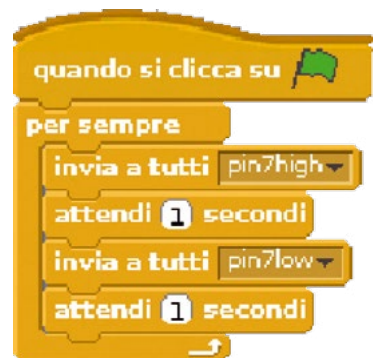 quando si clicca su
per sempre
invia a tutti pin7high
attendi 1 secondi
invia a tutti pin7low
attendi 1 secondi